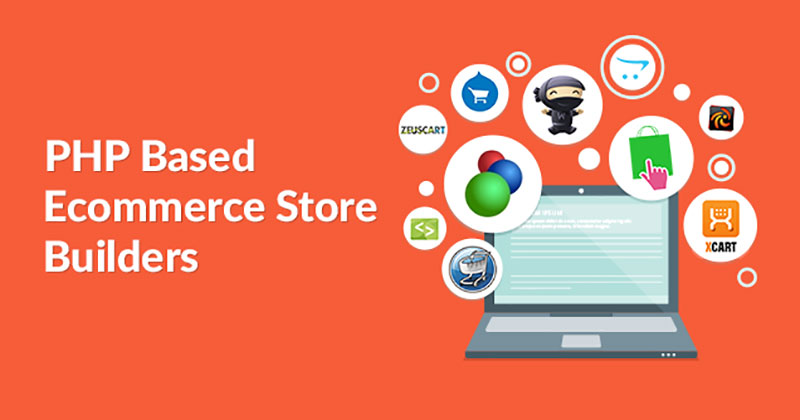 PHP Based
Ecommerce Store
Builders
ZEUSCART
W
XCART